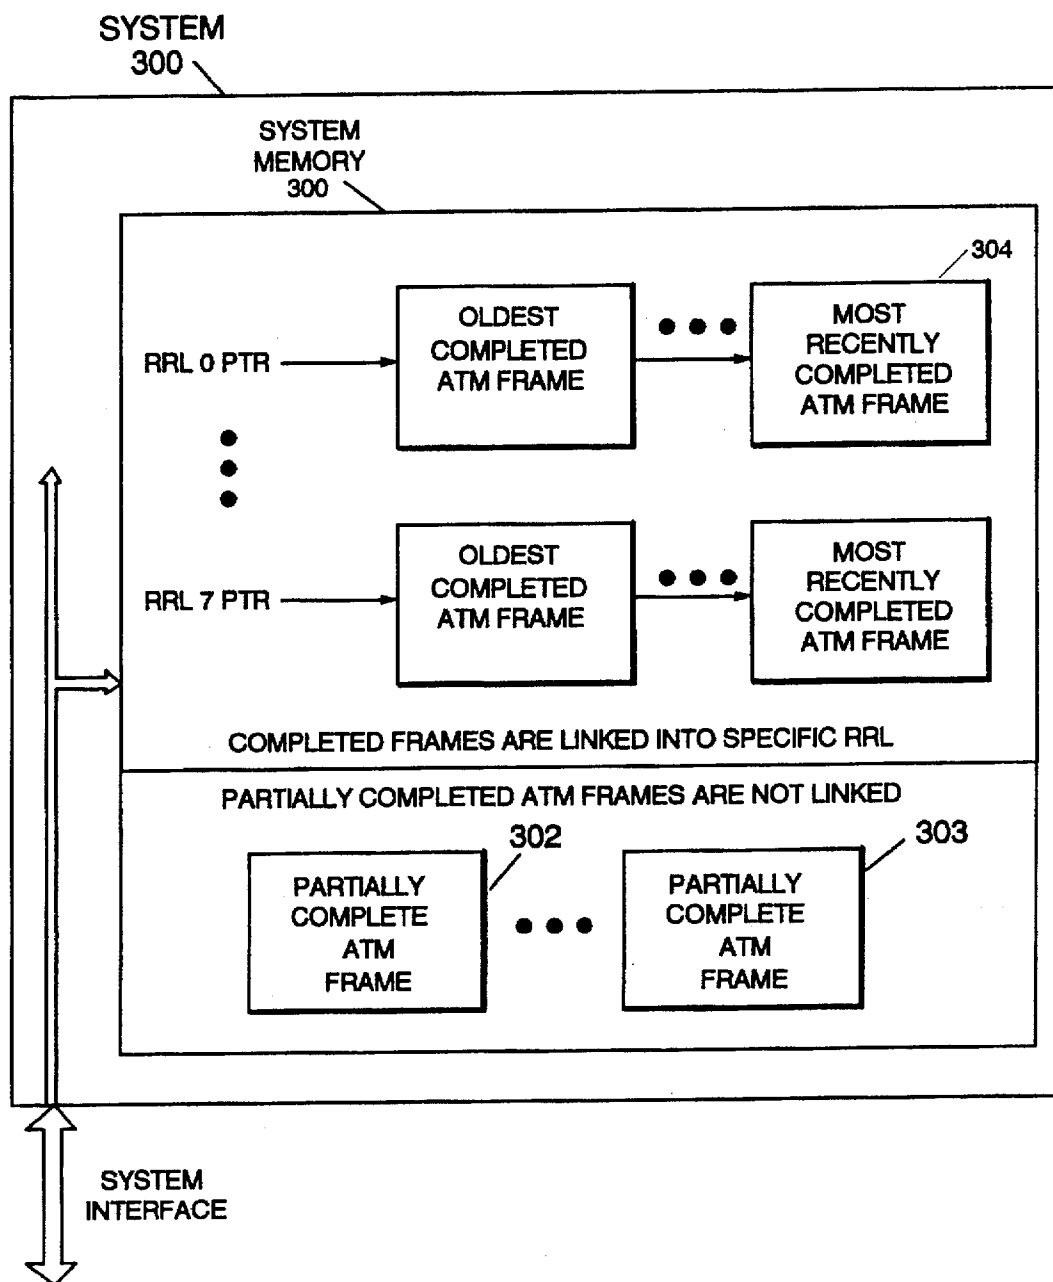 SYSTEM
300
SYSTEM
MEMORY
300
304
RRL 0 PTR
OLDEST
COMPLETED
ATM FRAME
MOST
RECENTLY
COMPLETED
ATM FRAME
RRL 7 PTR
OLDEST
COMPLETED
ATM FRAME
MOST
RECENTLY
COMPLETED
ATM FRAME
COMPLETED FRAMES ARE LINKED INTO SPECIFIC RRL
PARTIALLY COMPLETED ATM FRAMES ARE NOT LINKED
302
303
PARTIALLY
COMPLETE
ATM
FRAME
PARTIALLY
COMPLETE
ATM
FRAME
SYSTEM
INTERFACE